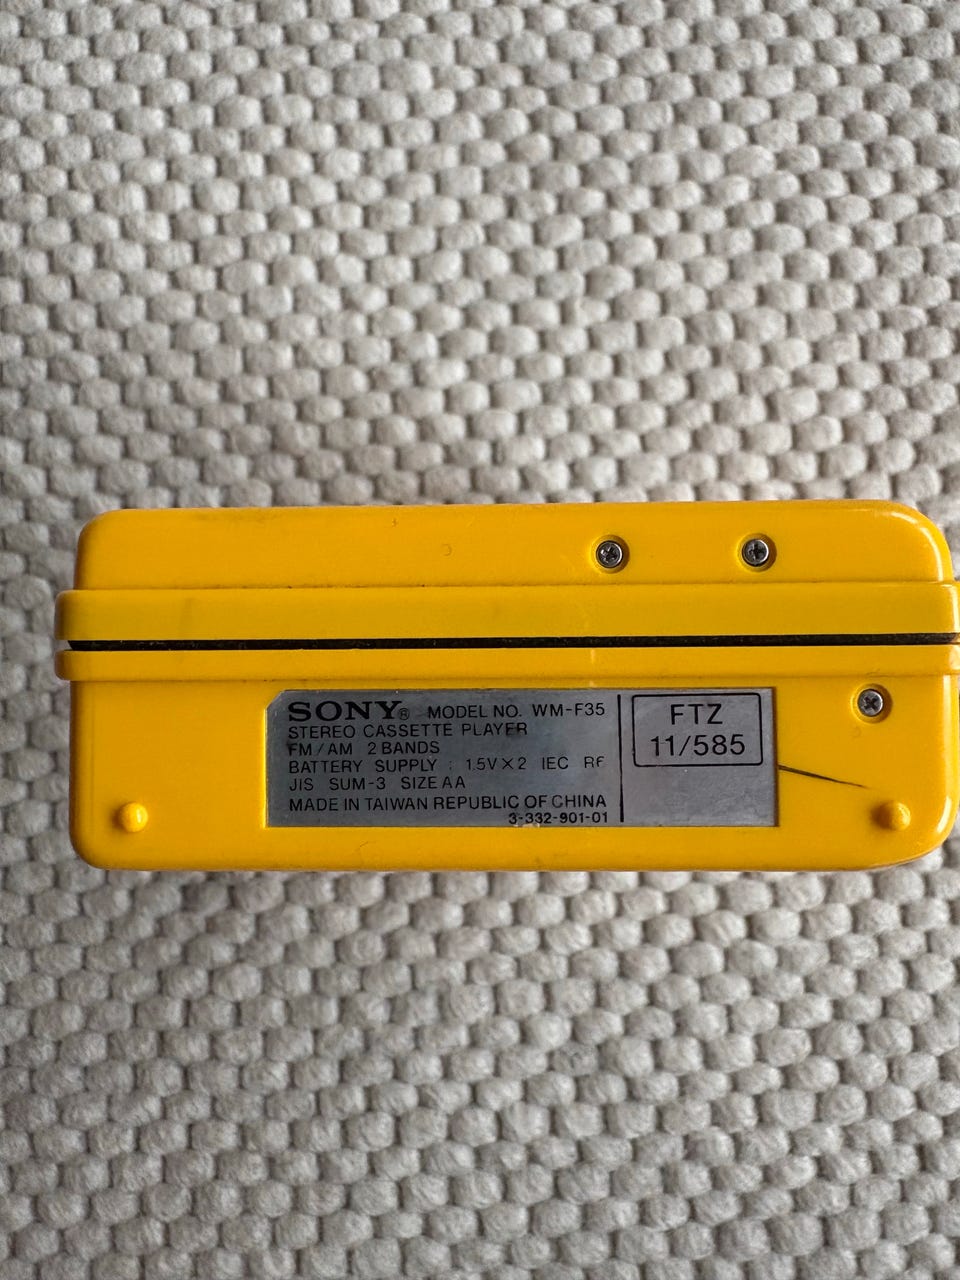 SONY® MODEL NO. WM-F35
STEREO CASSETTE PLAYER
FM/AM 2 BANDS
BATTERY SUPPLY : 1.5V×2 IEC R6
JIS SUM-3 SIZE AA
MADE IN TAIWAN REPUBLIC OF CHINA
3-332-901-01
FTZ
11/585